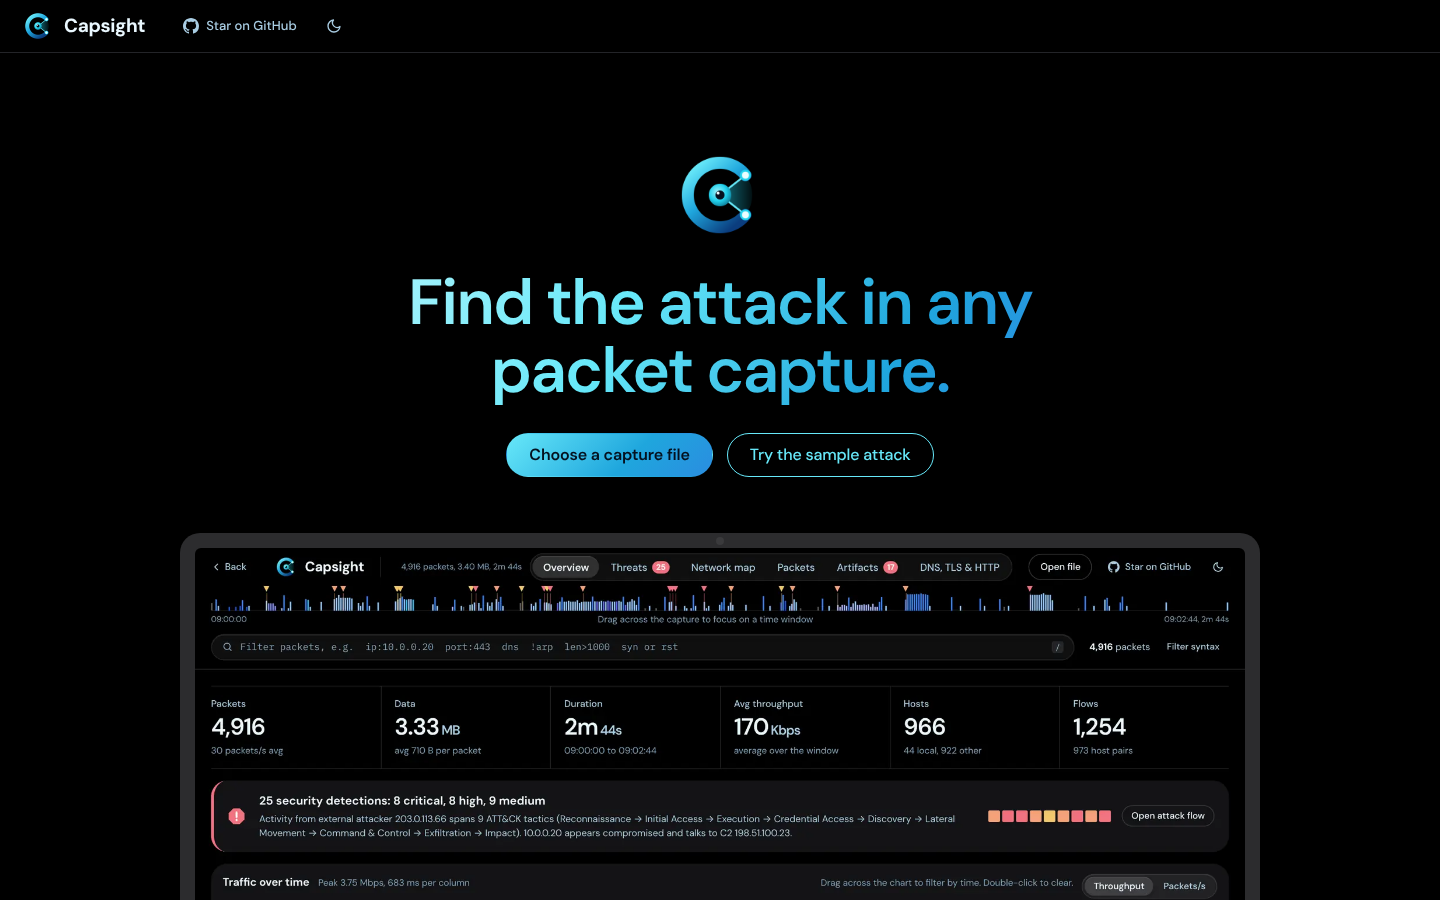 Capsight
Star on GitHub
Find the attack in any
packet capture.
Choose a capture file
Try the sample attack
Back
Capsight
4,916 packets, 3.40 MB, 2m 44s
Overview
Threats 25
Network map
Packets
Artifacts 17
DNS, TLS & HTTP
Open file
Star on GitHub
09:00:00
Drag across the capture to focus on a time window
09:02:44, 2m 44s
Filter packets, e.g. ip:10.0.0.20 port:443 dns !arp len>1000 syn or rst
/
4,916 packets
Filter syntax
Packets
4,916
30 packets/s avg
Data
3.33 MB
avg 710 B per packet
Duration
2m 44s
09:00:00 to 09:02:44
Avg throughput
170 Kbps
average over the window
Hosts
966
44 local, 922 other
Flows
1,254
973 host pairs
25 security detections: 8 critical, 8 high, 9 medium
Activity from external attacker 203.0.113.66 spans 9 ATT&CK tactics (Reconnaissance → Initial Access → Execution → Credential Access → Discovery → Lateral
Movement → Command & Control → Exfiltration → Impact). 10.0.0.20 appears compromised and talks to C2 198.51.100.23.
Open attack flow
Traffic over time
Peak 3.75 Mbps, 683 ms per column
Drag across the chart to filter by time. Double-click to clear.
Throughput
Packets/s